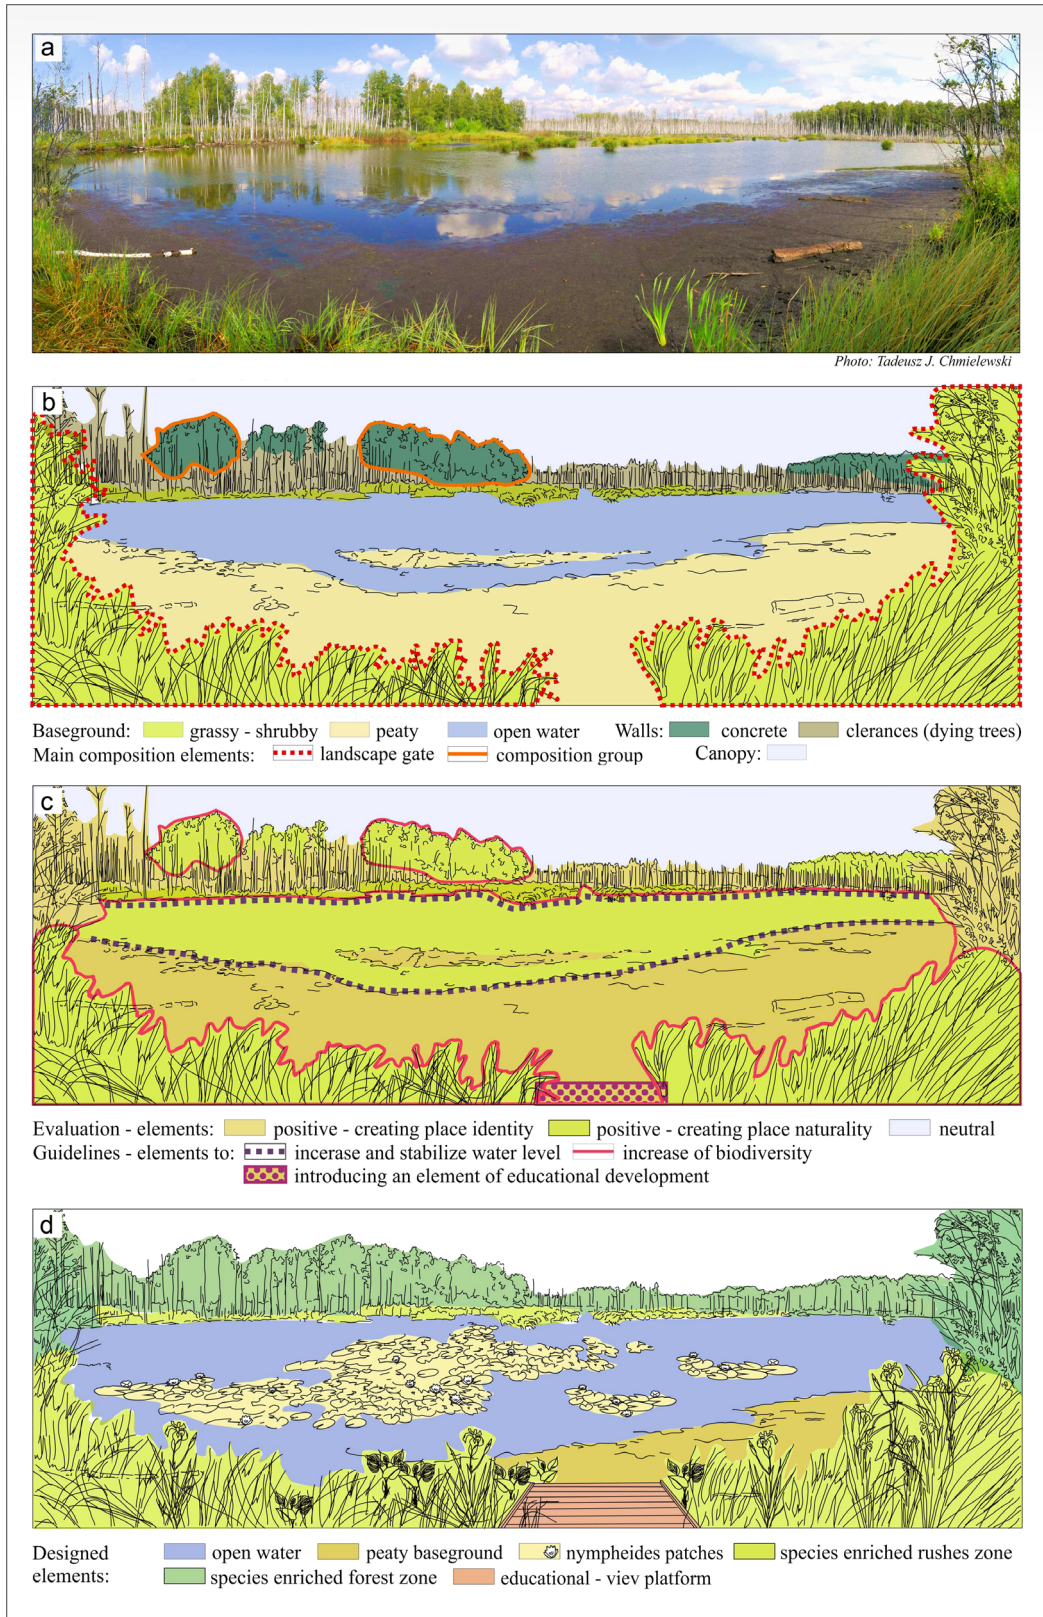 a
Photo: Tadeusz J. Chmielewski
b
Baseground: grassy - shrubby peaty open water Walls: concrete clerances (dying trees)
Main composition elements: landscape gate composition group Canopy:
c
Evaluation - elements: positive - creating place identity positive - creating place naturality neutral
Guidelines - elements to: incerase and stabilize water level increase of biodiversity
introducing an element of educational development
d
Designed open water peaty baseground nympheides patches species enriched rushes zone
elements: species enriched forest zone educational - viev platform